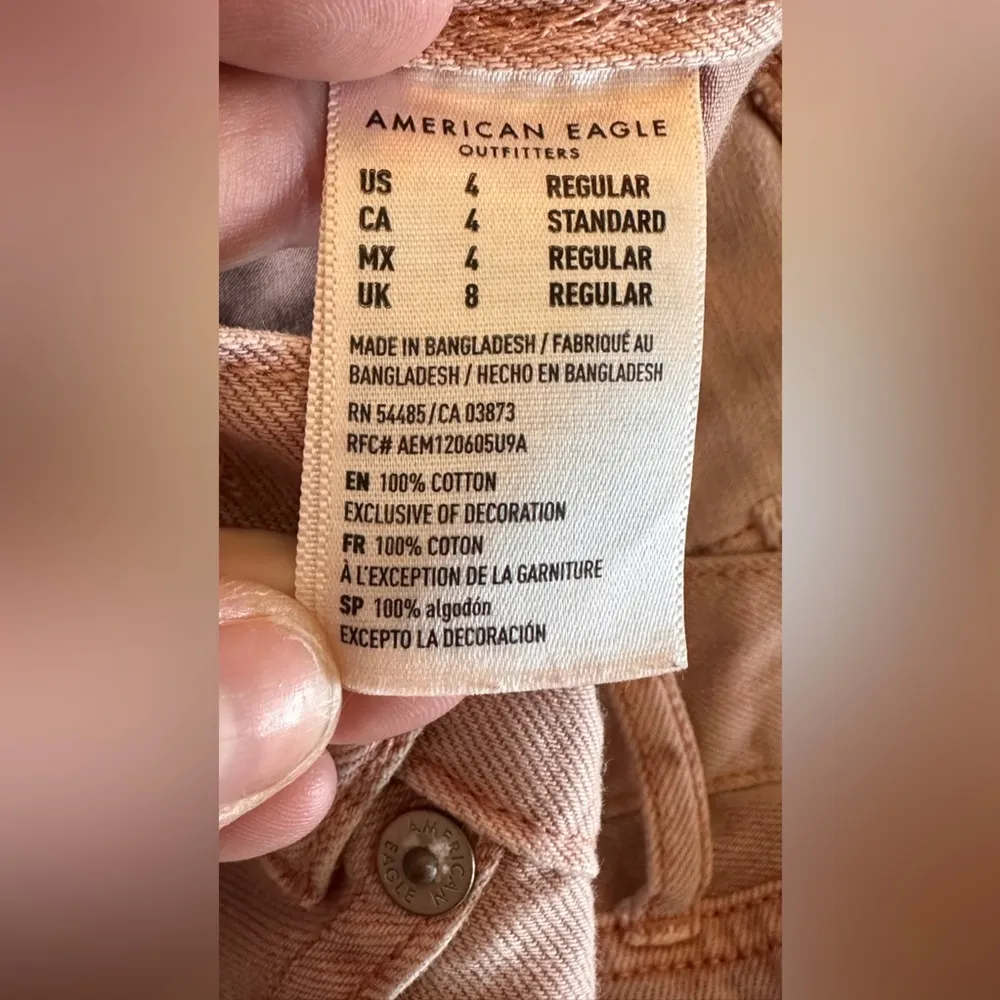 AMERICAN EAGLE
OUTFITTERS
US 4 REGULAR
CA 4 STANDARD
MX 4 REGULAR
UK 8 REGULAR
MADE IN BANGLADESH / FABRIQUÉ AU
BANGLADESH / HECHO EN BANGLADESH
RN 54485/CA 03873
RFC# AEM120605U9A
EN 100% COTTON
EXCLUSIVE OF DECORATION
FR 100% COTON
À L'EXCEPTION DE LA GARNITURE
SP 100% algodón
EXCEPTO LA DECORACIÓN
AMERICAN
EAGLE